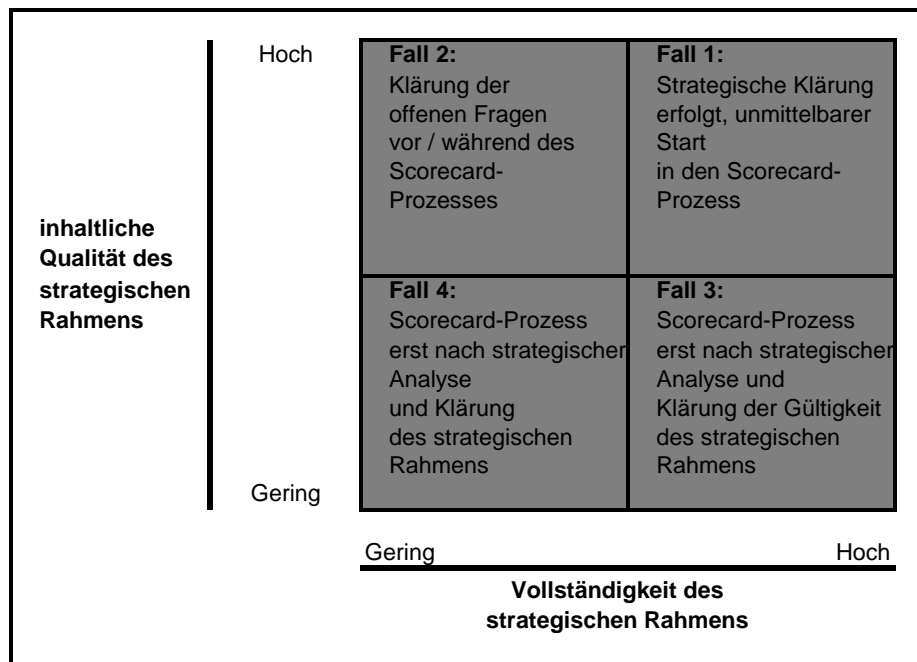 Hoch
Fall 2:
Klärung der
offenen Fragen
vor / während des
Scorecard-
Prozesses
Fall 1:
Strategische Klärung
erfolgt, unmittelbarer
Start
in den Scorecard-
Prozess
inhaltliche
Qualität des
strategischen
Rahmens
Fall 4:
Scorecard-Prozess
erst nach strategischer
Analyse
und Klärung
des strategischen
Rahmens
Fall 3:
Scorecard-Prozess
erst nach strategischer
Analyse und
Klärung der Gültigkeit
des strategischen
Rahmens
Gering
Gering
Hoch
Vollständigkeit des
strategischen Rahmens